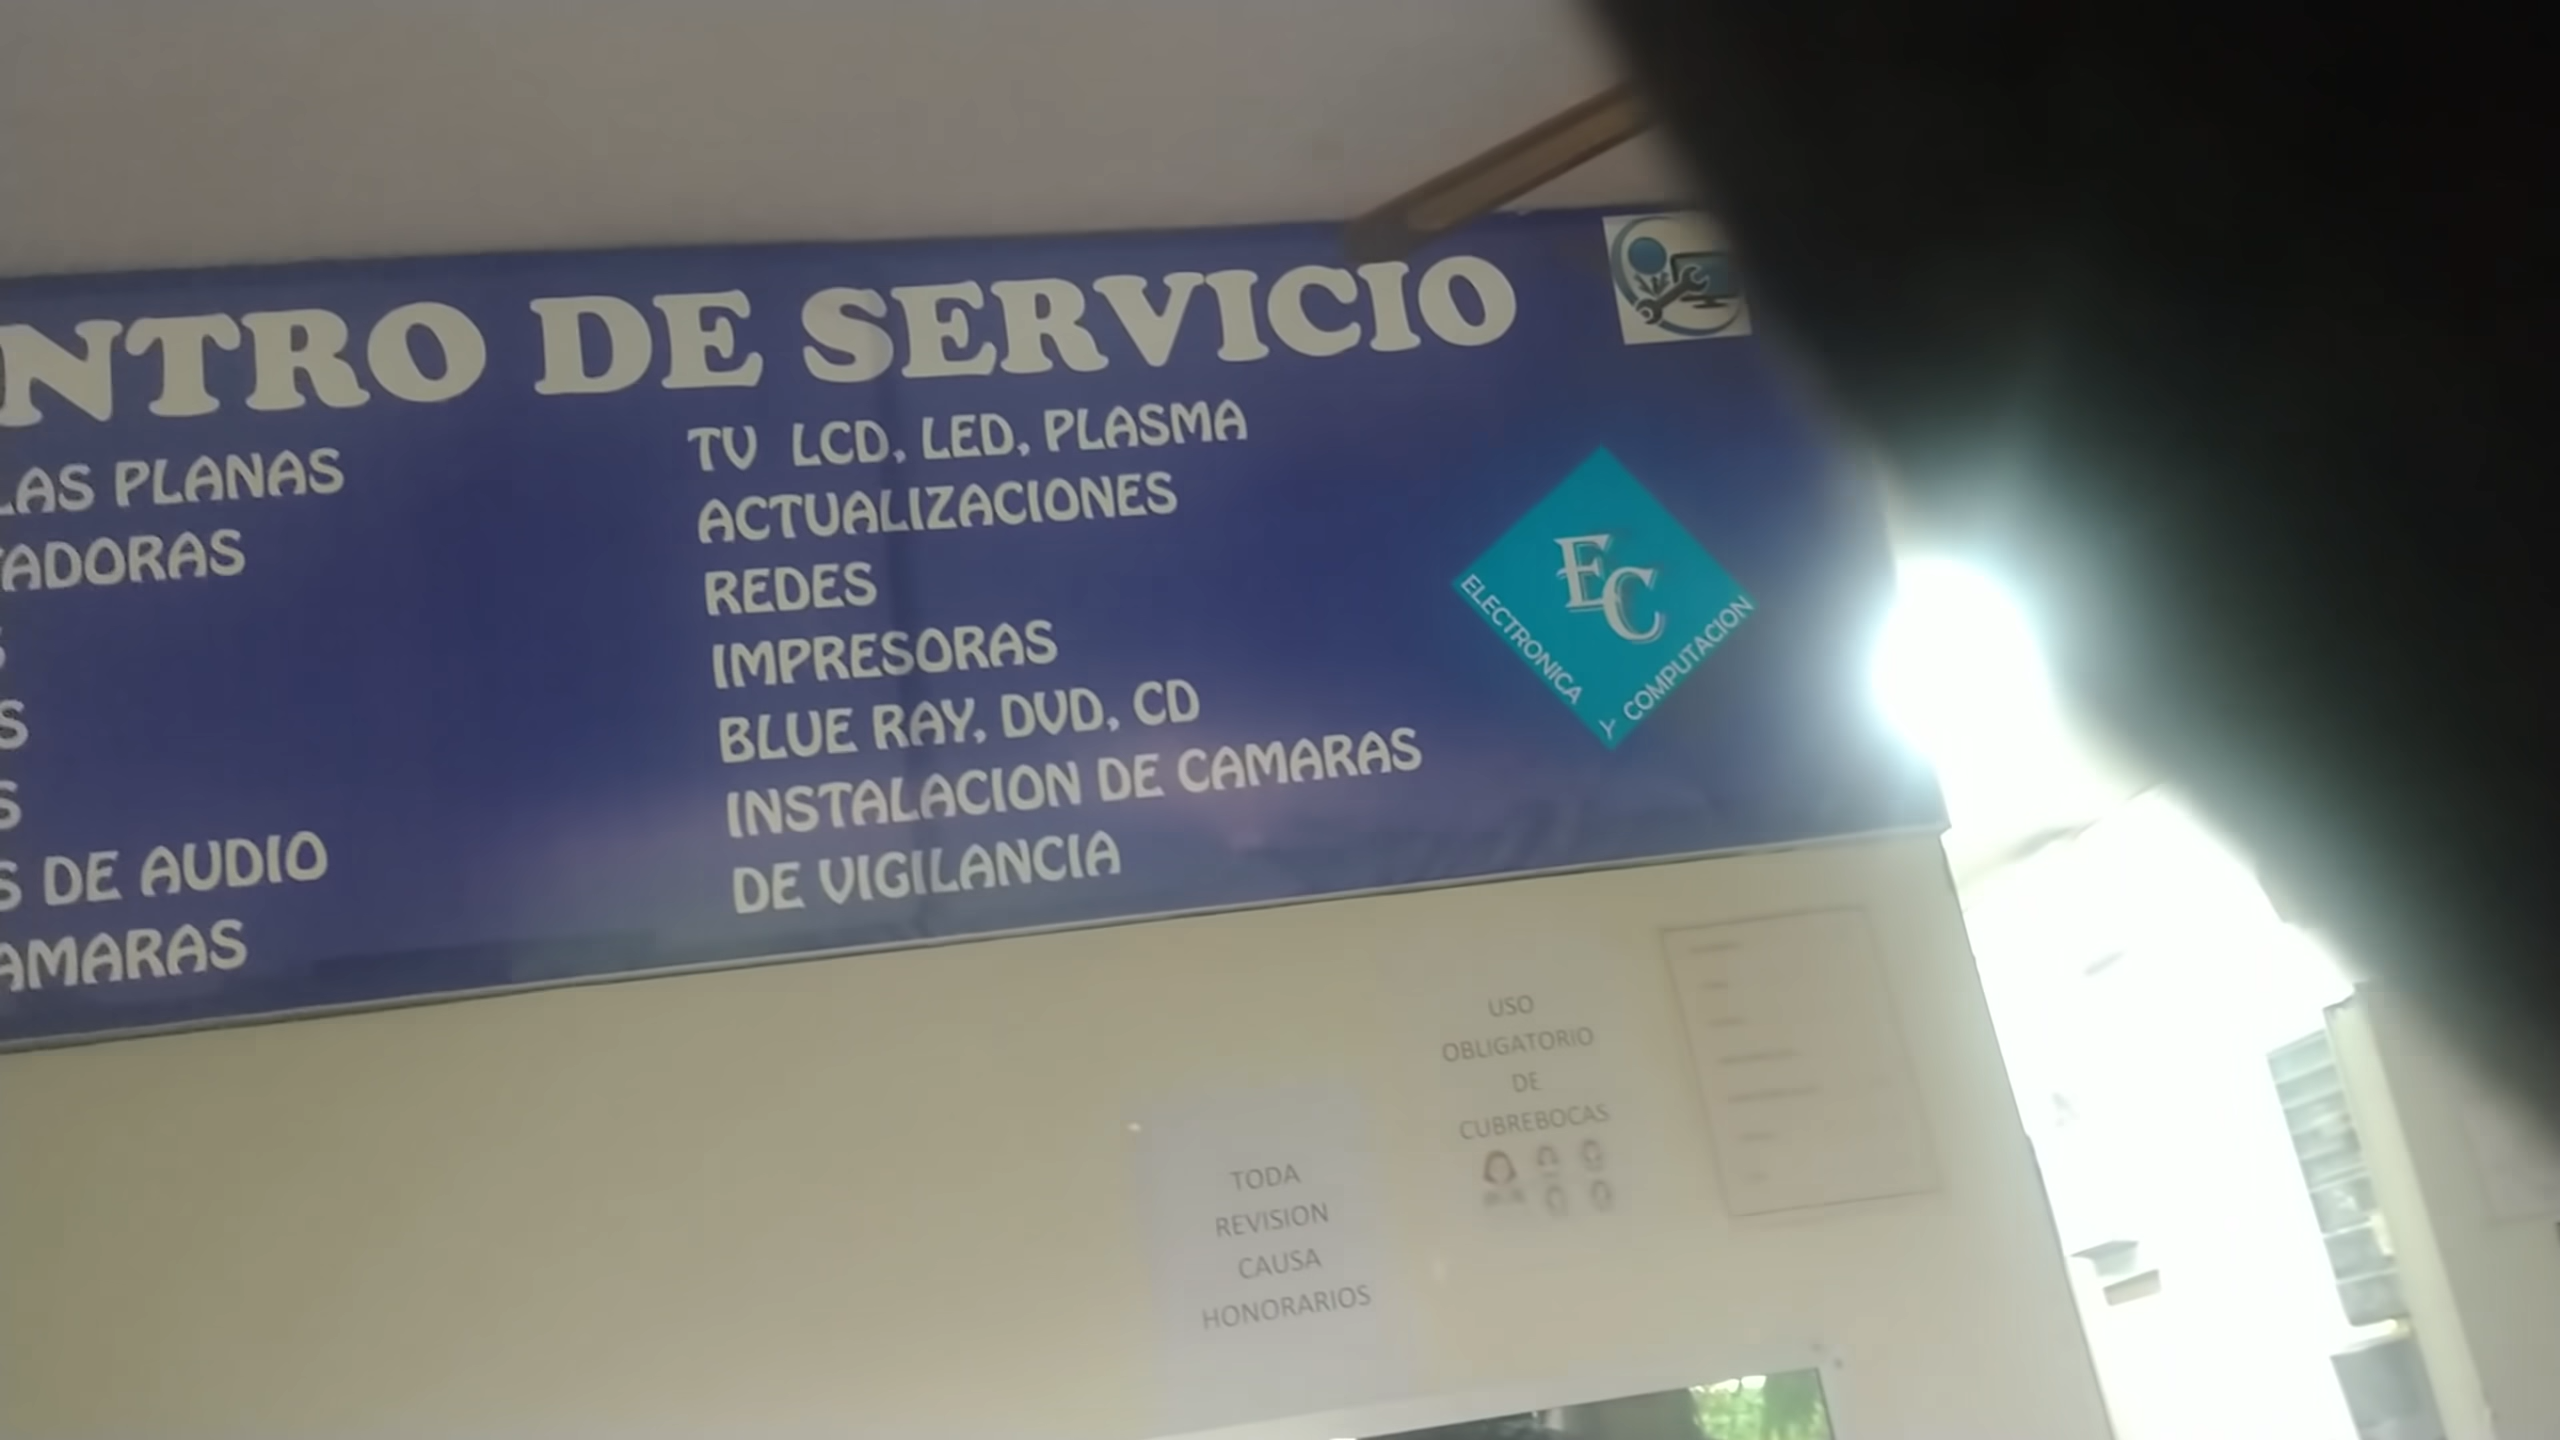 NTRO DE SERVICIO
LAS PLANAS
TADORAS
S
S
S
S DE AUDIO
AMARAS
TV LCD, LED, PLASMA
ACTUALIZACIONES
REDES
IMPRESORAS
BLUE RAY, DVD, CD
INSTALACION DE CAMARAS
DE VIGILANCIA
EC
ELECTRONICA
Y COMPUTACION
USO
OBLIGATORIO
DE
CUBREBOCAS
TODA
REVISION
CAUSA
HONORARIOS